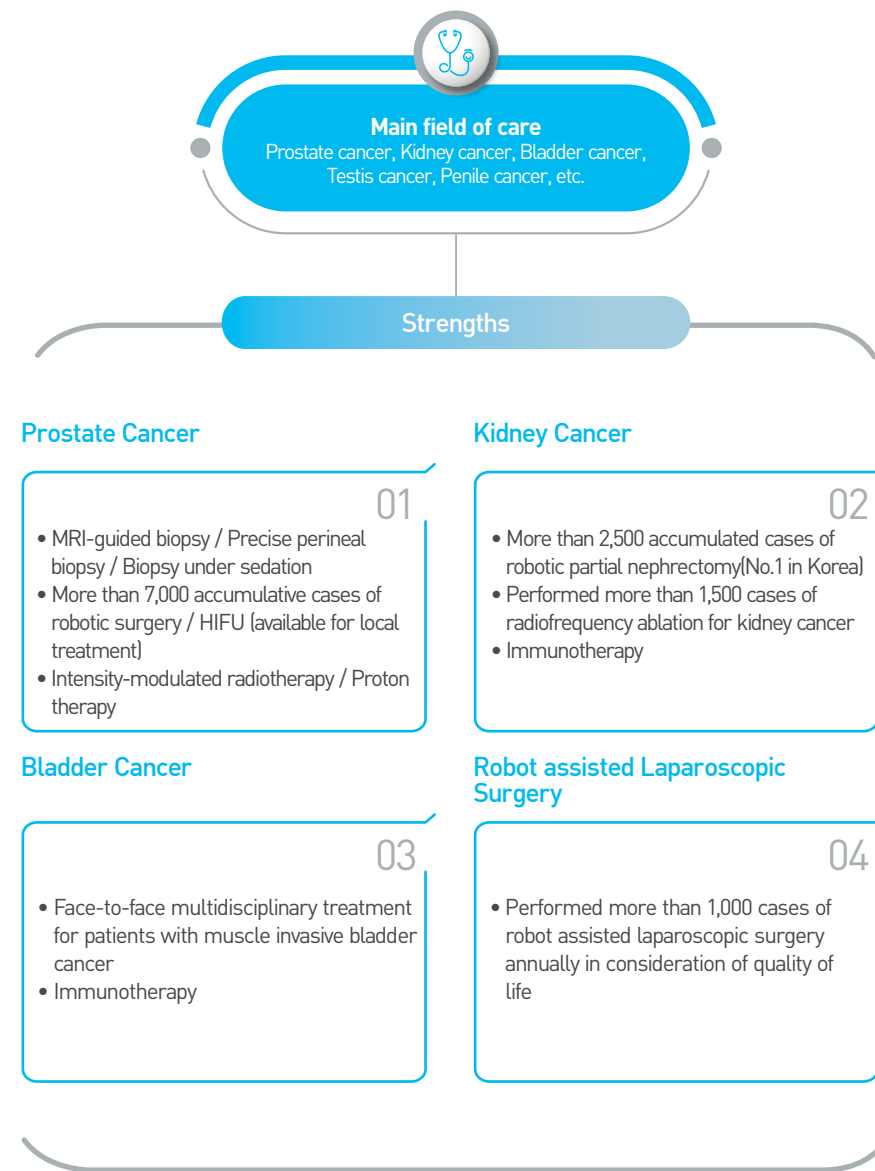 Main field of care
Prostate cancer, Kidney cancer, Bladder cancer,
Testis cancer, Penile cancer, etc.
Strengths
Prostate Cancer
01
• MRI-guided biopsy / Precise perineal
biopsy / Biopsy under sedation
• More than 7,000 accumulative cases of
robotic surgery / HIFU (available for local
treatment)
• Intensity-modulated radiotherapy / Proton
therapy
Kidney Cancer
02
• More than 2,500 accumulated cases of
robotic partial nephrectomy(No.1 in Korea)
• Performed more than 1,500 cases of
radiofrequency ablation for kidney cancer
• Immunotherapy
Bladder Cancer
03
• Face-to-face multidisciplinary treatment
for patients with muscle invasive bladder
cancer
• Immunotherapy
Robot assisted Laparoscopic
Surgery
04
• Performed more than 1,000 cases of
robot assisted laparoscopic surgery
annually in consideration of quality of
life